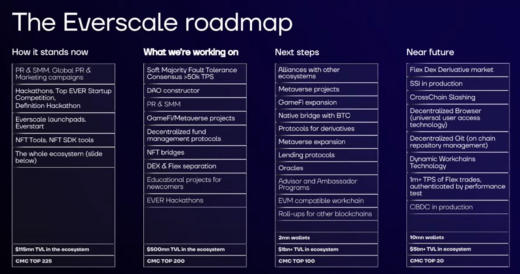 The Everscale roadmap
How it stands now
PR & SMM. Global PR &
Marketing campaigns
Hackathons. Top EVER Startup
Competition,
Definition Hackathon
Everscale launchpads,
Everstart
NFT Tools, NFT SDK tools
The whole ecosystem (slide
below)
$115mn TVL in the ecosystem
CMC TOP 225
What we're working on
Soft Majority Fault Tolerance
Consensus >50k TPS
DAO constructor
PR & SMM
GameFi/Metaverse projects
Decentralized fund
management protocols
NFT bridges
DEX & Flex separation
Educational projects for
newcomers
EVER Hackathons
$500mn TVL in the ecosystem
CMC TOP 200
Next steps
Alliances with other
ecosystems
Metaverse projects
GameFi expansion
Native bridge with BTC
Protocols for derivatives
Metaverse expansion
Lending protocols
Oracles
Advisor and Ambassador
Programs
EVM compatible workchain
Roll-ups for other blockchains
2mn wallets
$1bn+ TVL in the ecosystem
CMC TOP 100
Near future
Flex Dex Derivative market
SSI in production
CrossChain Slashing
Decentralized Browser
(universal user access
technology)
Decentralized Git (on chain
repository management)
Dynamic Workchains
Technology
1m+ TPS of Flex trades,
authenticated by performance
test
CBDC in production
10mn wallets
$5bn+ TVL in the ecosystem
CMC TOP 20